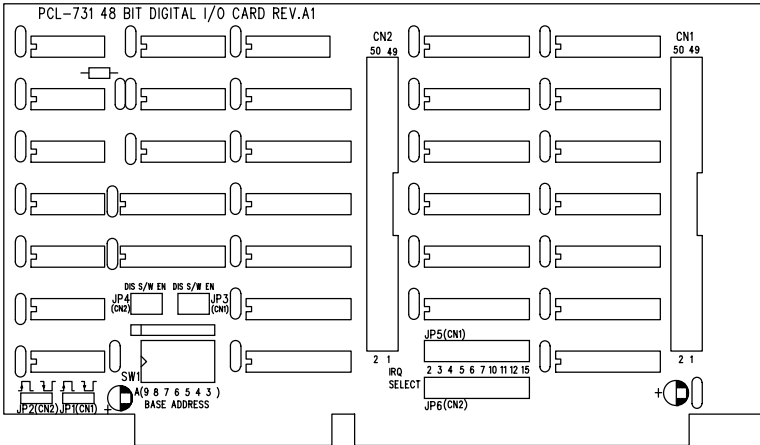 PCL-731 48 BIT DIGITAL I/O CARD REV.A1
CN2
50 49
CN1
50 49
DIS S/W EN DIS S/W EN
JP4
(CN2)
JP3
(CN1)
SW1
A(9 8 7 6 5 4 3 )
BASE ADDRESS
JP2(CN2) JP1(CN1)
+
2 1
IRQ
SELECT
JP5(CN1)
2 3 4 5 6 7 10 11 12 15
JP6(CN2)
2 1
+